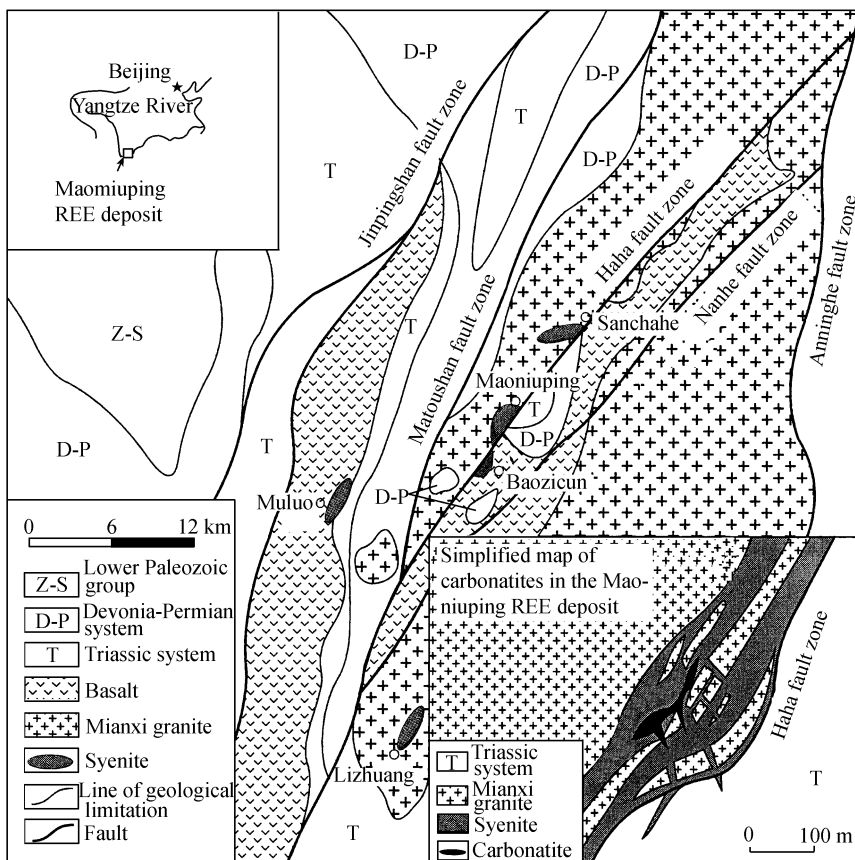 Beijing
Yangtze River
Maomiuping
REE deposit
D-P
D-P
T
T
D-P
Jinpingshan fault zone
Haha fault zone
Nanhe fault zone
Anninghe fault zone
Matoushan fault zone
Z-S
T
Sanchahe
Maoniuping
T
D-P
D-P
T
Baozicun
D-P
Muluo
Lizhuang
T
0 6 12 km
Z-S Lower Paleozoic
group
D-P Devonia-Permian
system
T Triassic system
Basalt
Mianxi granite
Syenite
Line of geological
limitation
Fault
Simplified map of
carbonatites in the Mao-
niuping REE deposit
Haha fault zone
T
T Triassic
system
Mianxi
granite
Syenite
Carbonatite
0 100 m